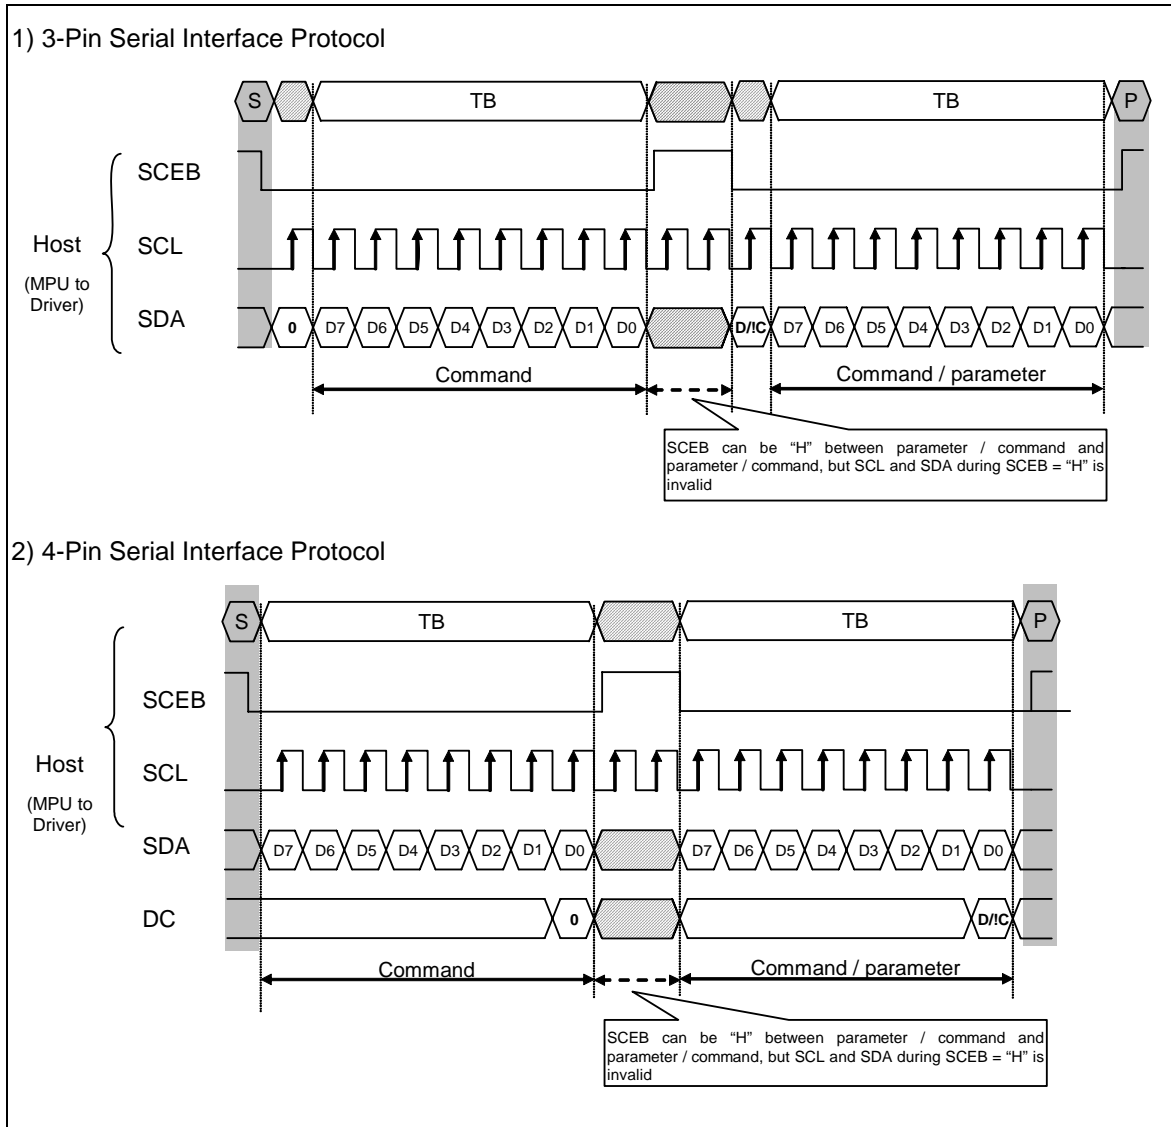 1) 3-Pin Serial Interface Protocol
S TB TB P
SCEB
Host
(MPU to
Driver)
SCL
SDA
0 D7 D6 D5 D4 D3 D2 D1 D0 D/!C D7 D6 D5 D4 D3 D2 D1 D0
Command Command / parameter
SCEB can be “H” between parameter / command and
parameter / command, but SCL and SDA during SCEB = “H” is
invalid
2) 4-Pin Serial Interface Protocol
S TB TB P
SCEB
Host
(MPU to
Driver)
SCL
SDA
D7 D6 D5 D4 D3 D2 D1 D0 D7 D6 D5 D4 D3 D2 D1 D0
DC
0 D/!C
Command Command / parameter
SCEB can be “H” between parameter / command and
parameter / command, but SCL and SDA during SCEB = “H” is
invalid